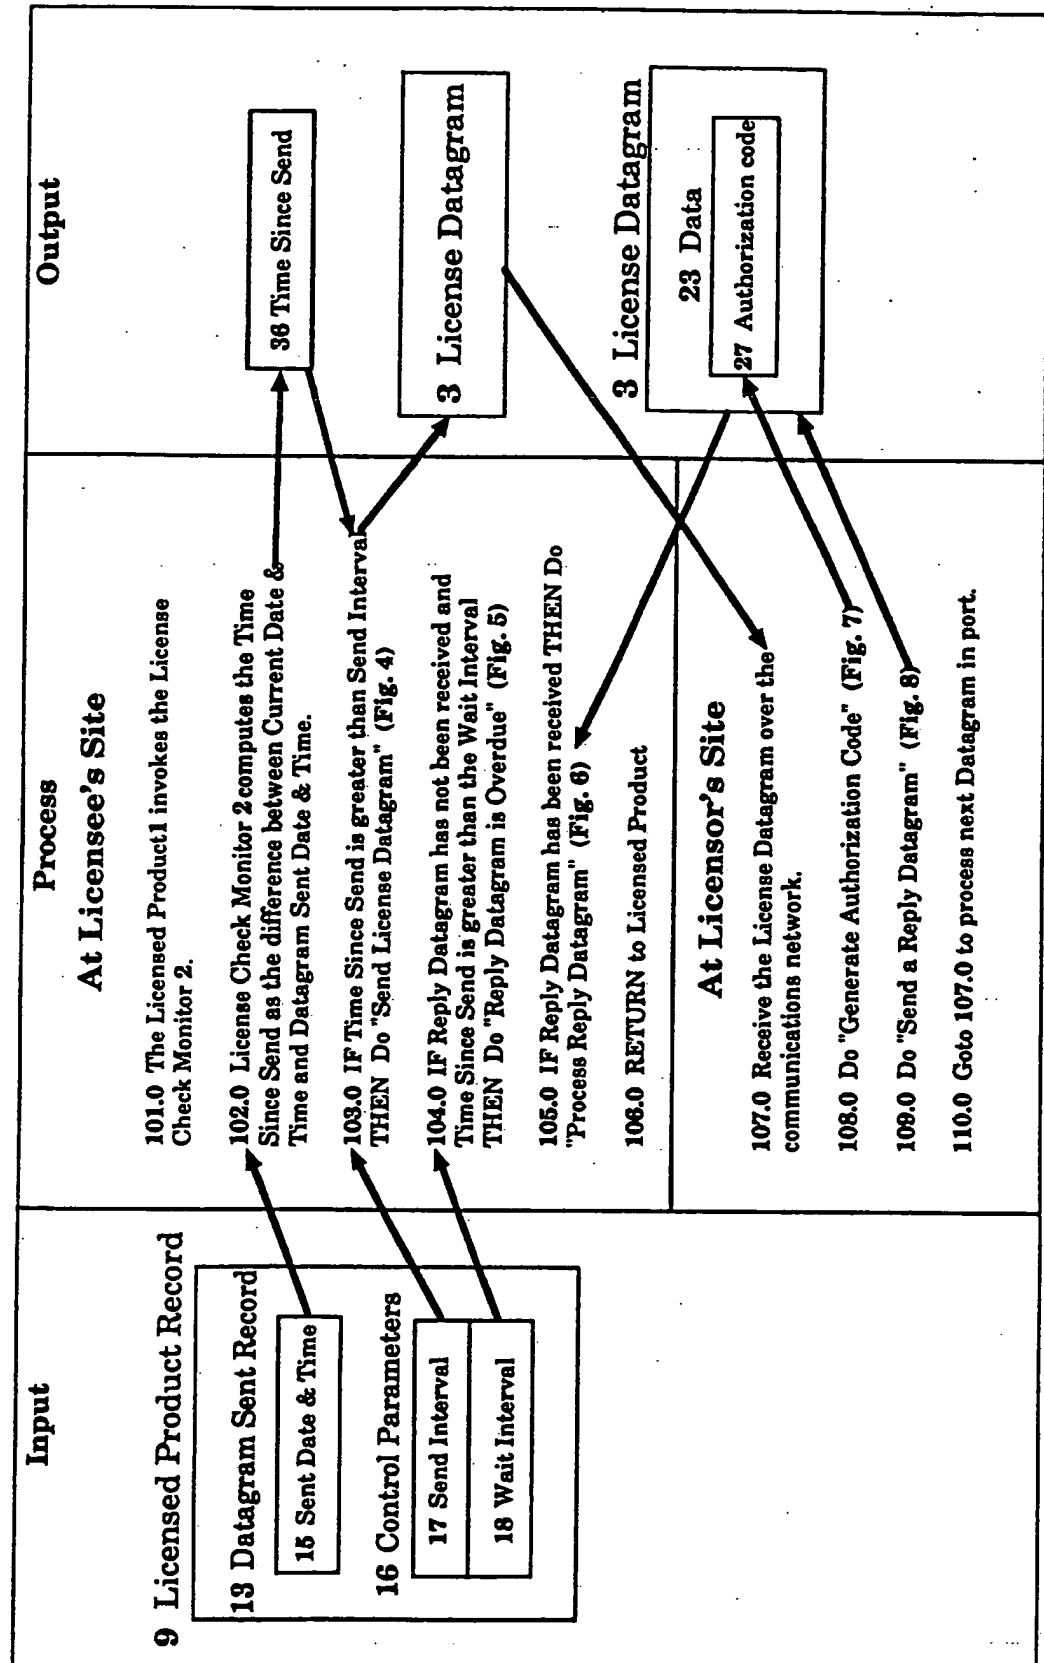 Input
Process
Output
9 Licensed Product Record
13 Datagram Sent Record
15 Sent Date & Time
16 Control Parameters
17 Send Interval
18 Wait Interval
At Licensee's Site
101.0 The Licensed Product1 invokes the License
Check Monitor 2.
102.0 License Check Monitor 2 computes the Time
Since Send as the difference between Current Date &
Time and Datagram Sent Date & Time.
103.0 IF Time Since Send is greater than Send Interval
THEN Do "Send License Datagram" (Fig. 4)
104.0 IF Reply Datagram has not been received and
Time Since Send is greater than the Wait Interval
THEN Do "Reply Datagram is Overdue" (Fig. 5)
105.0 IF Reply Datagram has been received THEN Do
"Process Reply Datagram" (Fig. 6)
106.0 RETURN to Licensed Product
At Licensor's Site
107.0 Receive the License Datagram over the
communications network.
108.0 Do "Generate Authorization Code" (Fig. 7)
109.0 Do "Send a Reply Datagram" (Fig. 8)
110.0 Goto 107.0 to process next Datagram in port.
36 Time Since Send
3 License Datagram
3 License Datagram
23 Data
27 Authorization code